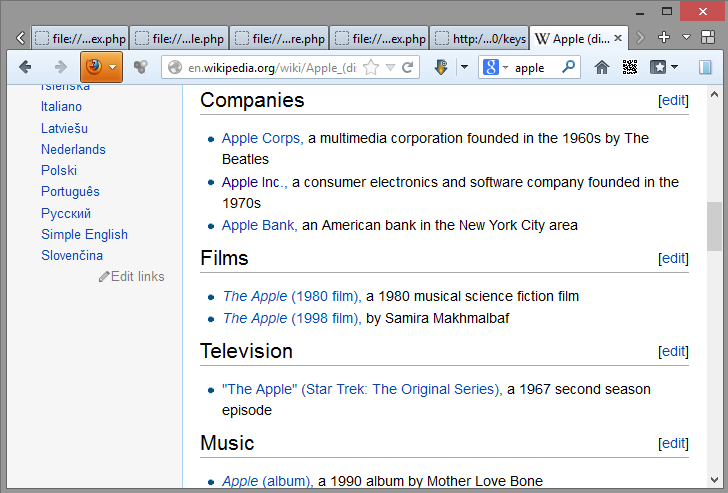 file://...ex.php
file://...le.php
file://...re.php
file://...ex.php
http:/...0/keys
Apple (di...
en.wikipedia.org/wiki/Apple_(di
apple
Íslenska
Italiano
Latviešu
Nederlands
Polski
Português
Русский
Simple English
Slovenčina
Edit links
Companies
[edit]
Apple Corps, a multimedia corporation founded in the 1960s by The
Beatles
Apple Inc., a consumer electronics and software company founded in the
1970s
Apple Bank, an American bank in the New York City area
Films
[edit]
The Apple (1980 film), a 1980 musical science fiction film
The Apple (1998 film), by Samira Makhmalbaf
Television
[edit]
"The Apple" (Star Trek: The Original Series), a 1967 second season
episode
Music
[edit]
Apple (album), a 1990 album by Mother Love Bone